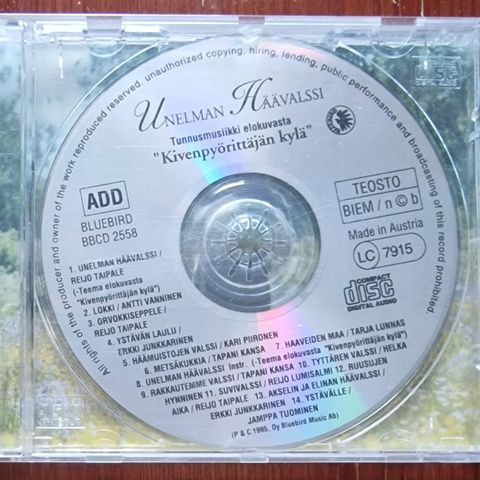 All rights of the producer and owner of the work reproduced reserved. unauthorized copying, hiring, lending, public performance and broadcasting of this record prohibited.
UNELMAN HÄÄVALSSI
Tunnusmusiikki elokuvasta
"Kivenpyörittäjän kylä"
ADD
BLUEBIRD
BBCD 2558
TEOSTO
BIEM / n©b
Made in Austria
LC 7915
COMPACT
disc
DIGITAL AUDIO
1. UNELMAN HÄÄVALSSI /
REIJO TAIPALE
(-Teema elokuvasta
"Kivenpyörittäjän kylä")
2. LOKKI / ANTTI VANNINEN
3. ORVOKKISEPPELE /
REIJO TAIPALE
4. YSTÄVÄN LAULU /
ERKKI JUNKKARINEN
5. HÄÄMUISTOJEN VALSSI / KARI PIIRONEN
6. METSÄKUKKIA / TAPANI KANSA 7. HAAVEIDEN MAA / TARJA LUNNAS
8. UNELMAN HÄÄVALSSI Instr. (-Teema elokuvasta "Kivenpyörittäjän kylä")
9. RAKKAUTEMME VALSSI / TAPANI KANSA 10. TYTTÄREN VALSSI / HELKA
HYNNINEN 11. SUVIVALSSI / REIJO LUMISALMI 12. RUUSUJEN
AIKA / REIJO TAIPALE 13. AKSELIN JA ELINAN HÄÄVALSSI /
ERKKI JUNKKARINEN 14. YSTÄVÄLLE /
JAMPPA TUOMINEN
(P & C 1995, Oy Bluebird Music Ab)